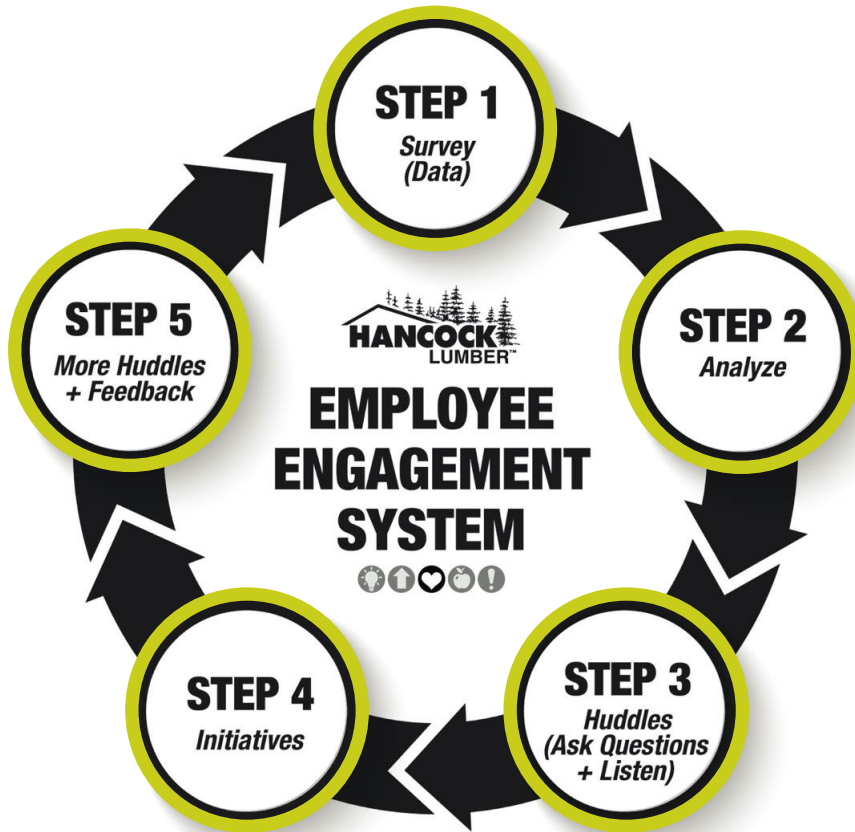 STEP 1
Survey
(Data)
STEP 2
Analyze
STEP 3
Huddles
(Ask Questions
+ Listen)
STEP 4
Initiatives
STEP 5
More Huddles
+ Feedback
HANCOCK
LUMBER™
EMPLOYEE
ENGAGEMENT
SYSTEM